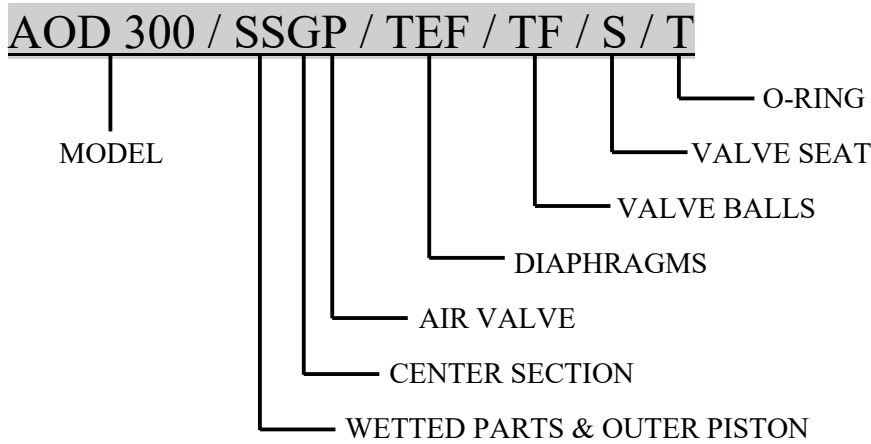 AOD 300 / SSGP / TEF / TF / S / T
O-RING
MODEL
VALVE SEAT
VALVE BALLS
DIAPHRAGMS
AIR VALVE
CENTER SECTION
WETTED PARTS & OUTER PISTON